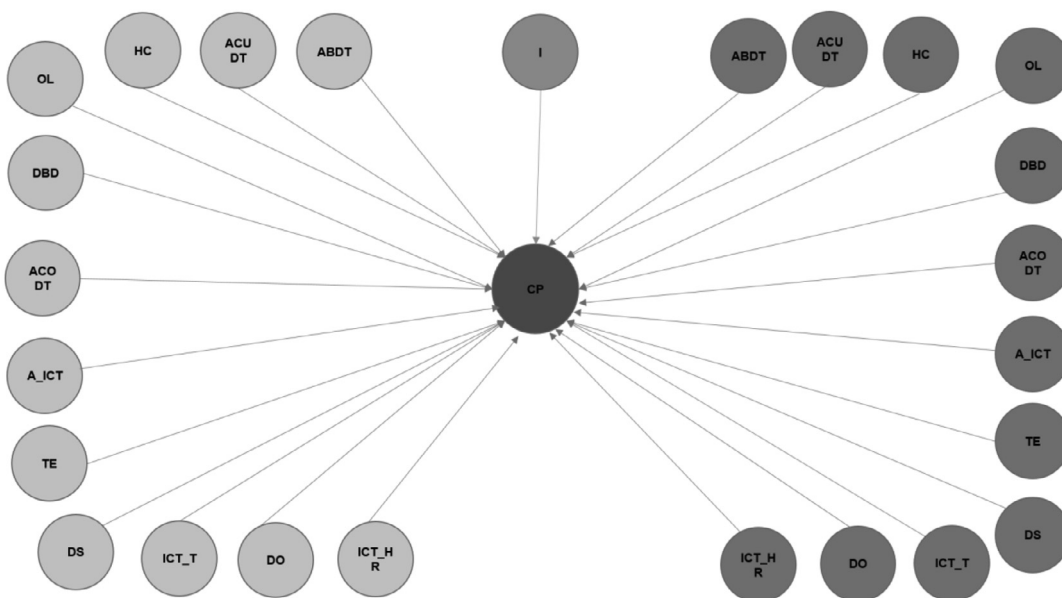 HC
ACU
DT
ABDT
I
ABDT
ACU
DT
HC
OL
OL
DBD
DBD
ACO
DT
CP
ACO
DT
A_ICT
A_ICT
TE
TE
DS
ICT_T
DO
ICT_H
R
ICT_H
R
DO
ICT_T
DS